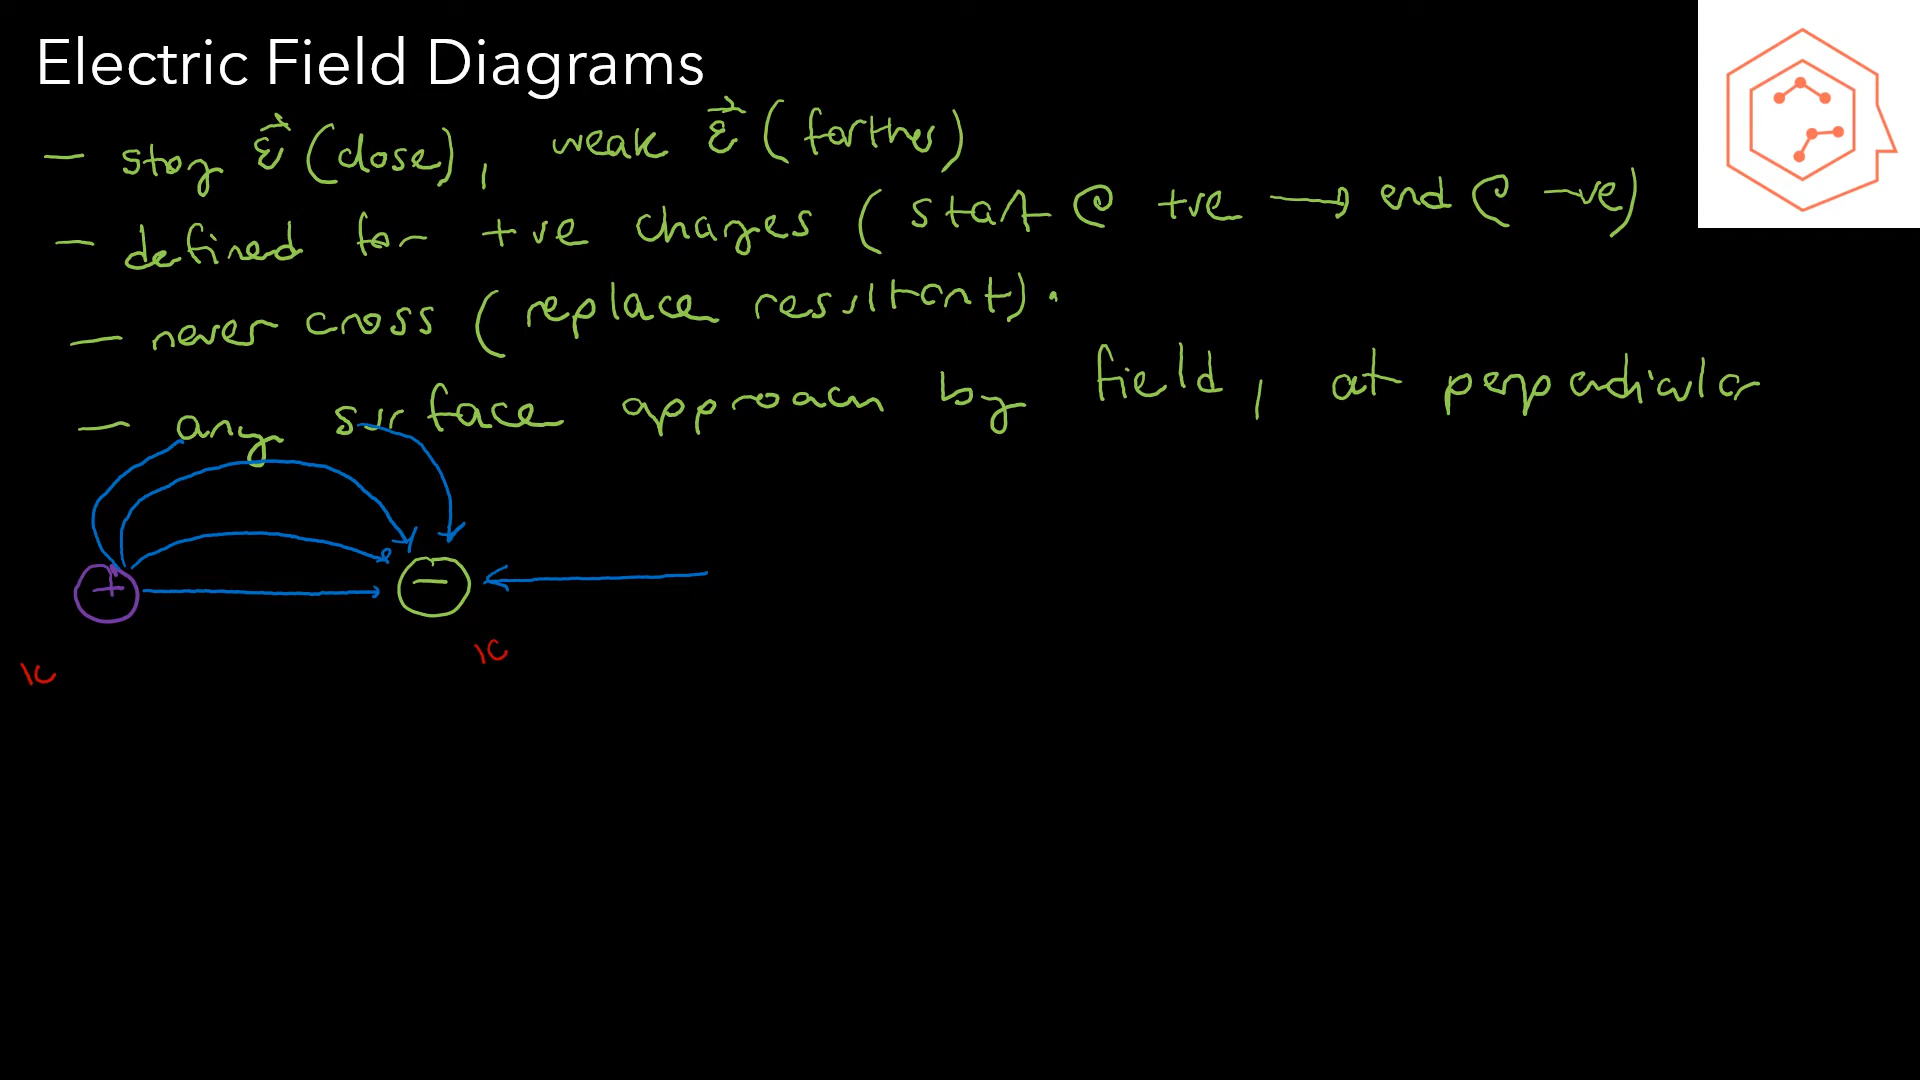 Electric Field Diagrams
— stog ε⃗ (close), weak ε⃗ (farther)
— defined for +ve charges (start @ +ve → end @ -ve)
— never cross (replace resultant).
— any surface approach by field, at perpendicular
+ −
1C
1C